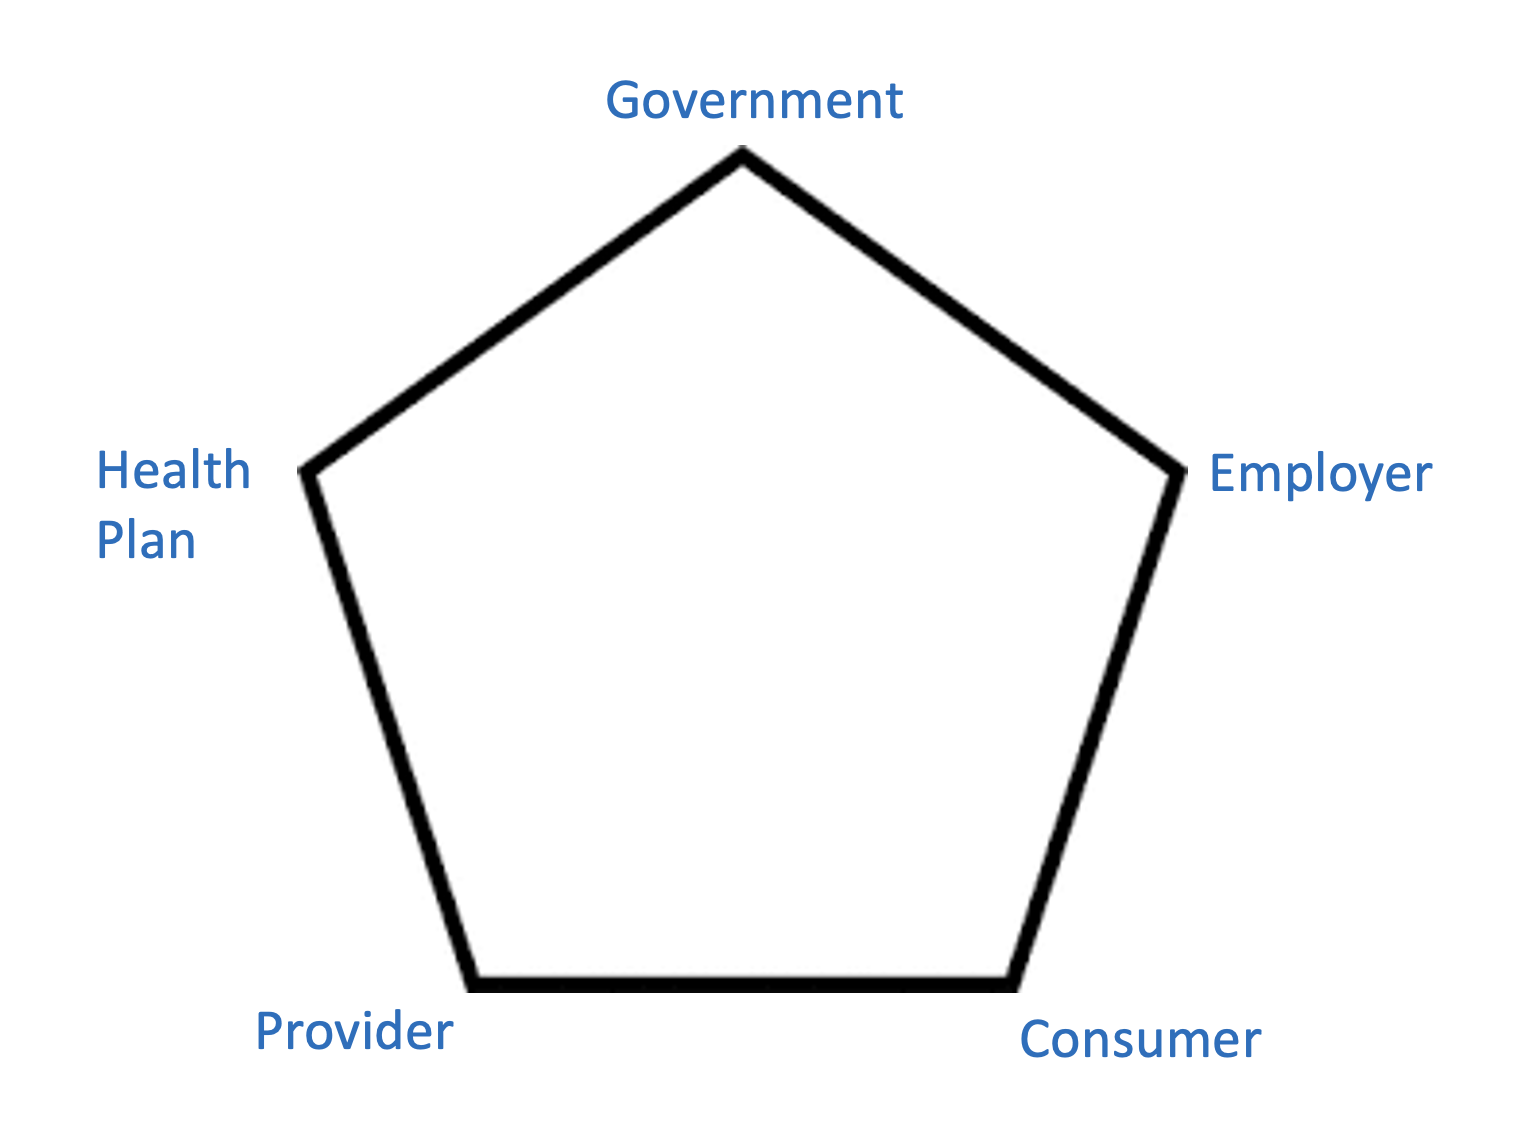 Government
Health
Plan
Employer
Provider
Consumer